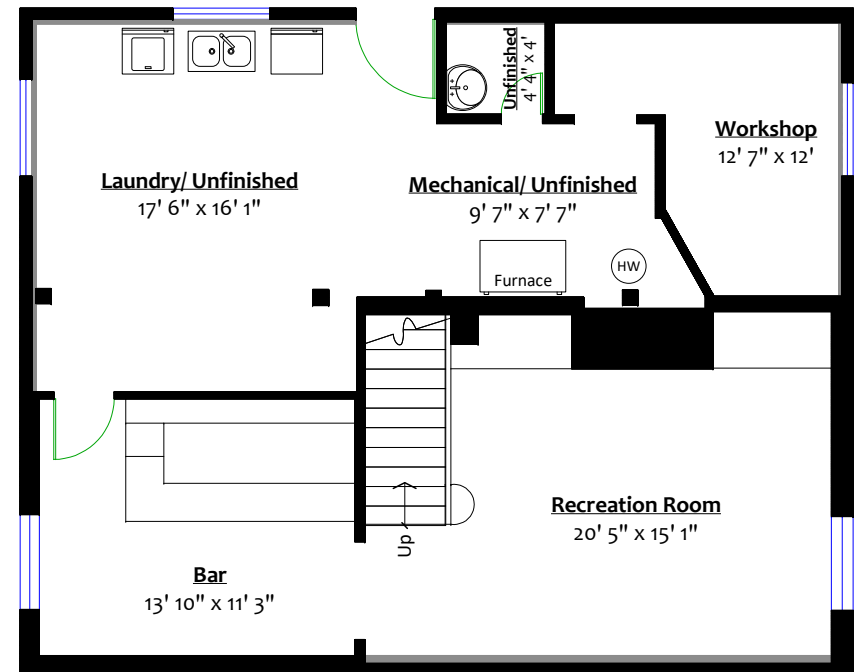 Unfinished
4' 4" x 4'
Workshop
12' 7" x 12'
Laundry/ Unfinished
17' 6" x 16' 1"
Mechanical/ Unfinished
9' 7" x 7' 7"
HW
Furnace
Recreation Room
20' 5" x 15' 1"
Up
Bar
13' 10" x 11' 3"